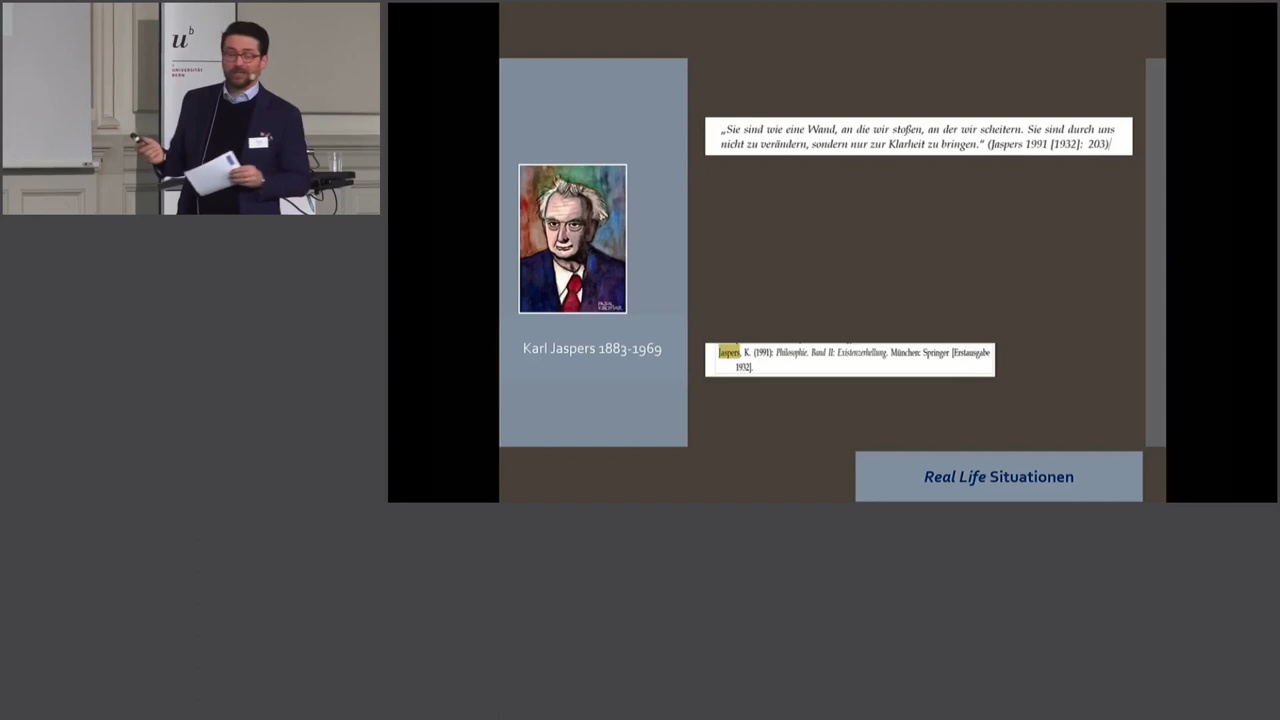 u^b
UNIVERSITÄT
BERN
„Sie sind wie eine Wand, an die wir stoßen, an der wir scheitern. Sie sind durch uns
nicht zu verändern, sondern nur zur Klarheit zu bringen.“ (Jaspers 1991 [1932]: 203)/
Karl Jaspers 1883-1969
Jaspers, K. (1991): Philosophie. Band II: Existenzerhellung. München: Springer [Erstausgabe
1932].
Real Life Situationen